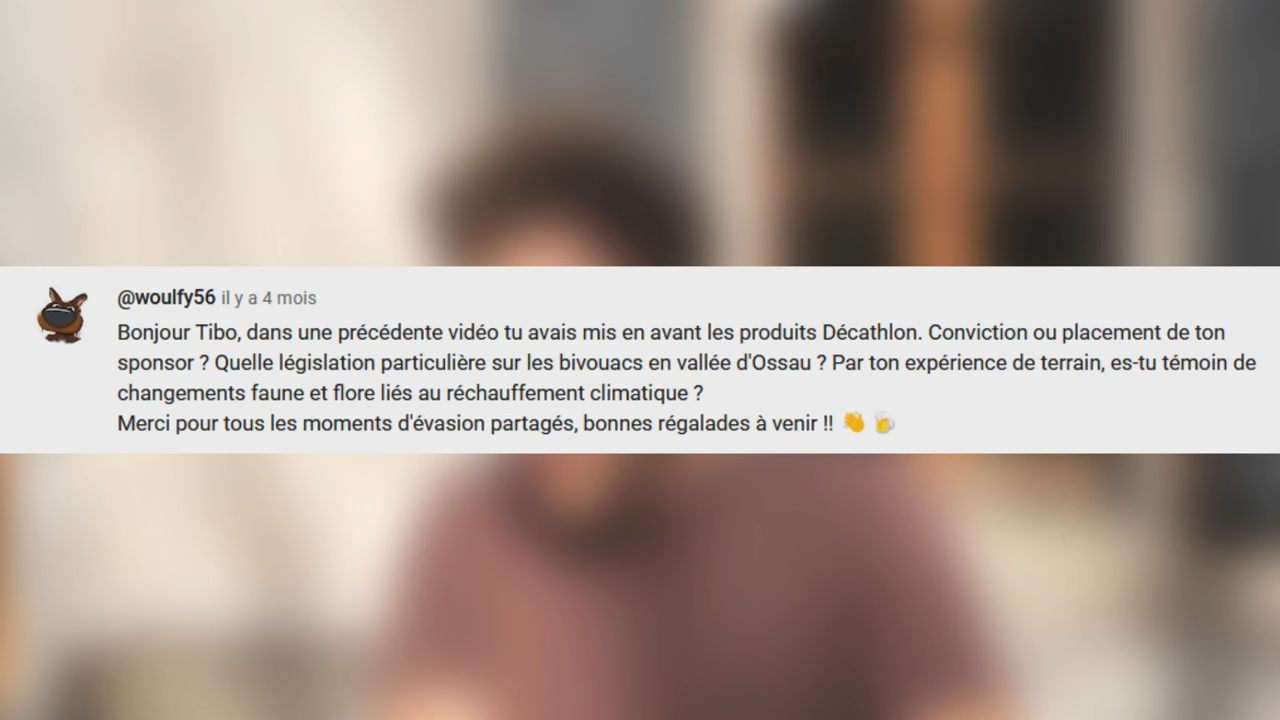 @woulfy56 il y a 4 mois
Bonjour Tibo, dans une précédente vidéo tu avais mis en avant les produits Décathlon. Conviction ou placement de ton
sponsor ? Quelle législation particulière sur les bivouacs en vallée d'Ossau ? Par ton expérience de terrain, es-tu témoin de
changements faune et flore liés au réchauffement climatique ?
Merci pour tous les moments d'évasion partagés, bonnes régalades à venir !! 👏 🍺